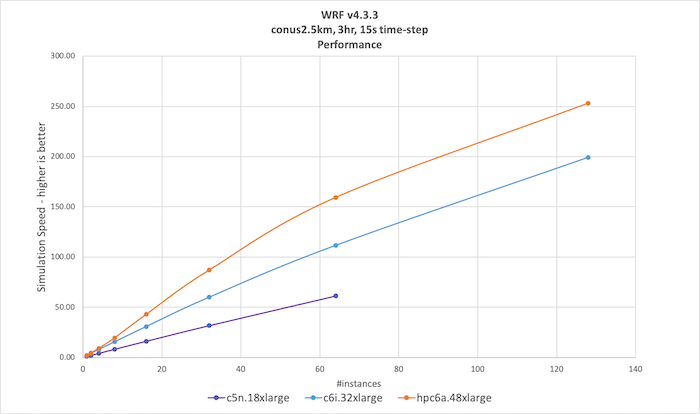 WRF v4.3.3
conus2.5km, 3hr, 15s time-step
Performance
Simulation Speed - higher is better
300.00
250.00
200.00
150.00
100.00
50.00
0.00
0 20 40 60 80 100 120 140
#instances
c5n.18xlarge c6i.32xlarge hpc6a.48xlarge